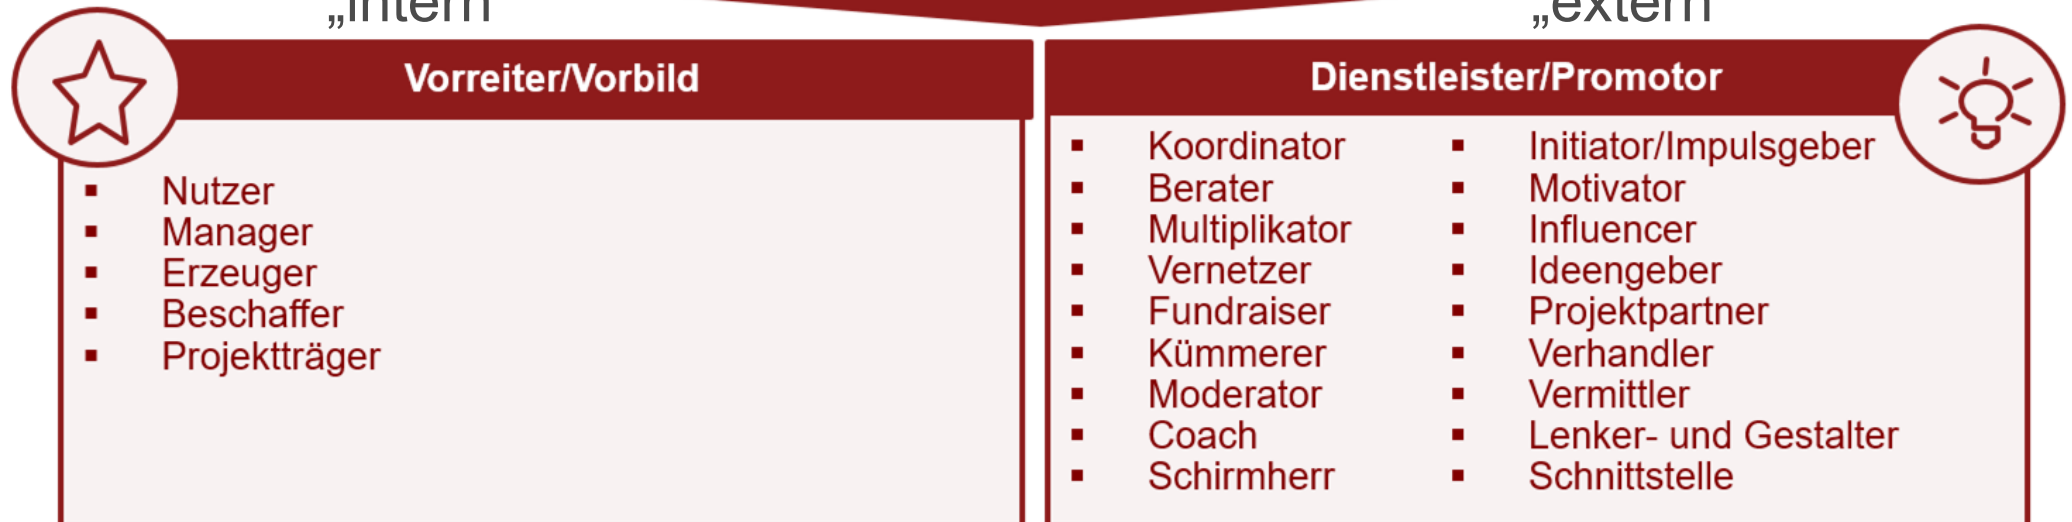 „intern
„extern
Vorreiter/Vorbild
Nutzer
Manager
Erzeuger
Beschaffer
Projektträger
Dienstleister/Promotor
Koordinator
Berater
Multiplikator
Vernetzer
Fundraiser
Kümmerer
Moderator
Coach
Schirmherr
Initiator/Impulsgeber
Motivator
Influencer
Ideengeber
Projektpartner
Verhandler
Vermittler
Lenker- und Gestalter
Schnittstelle